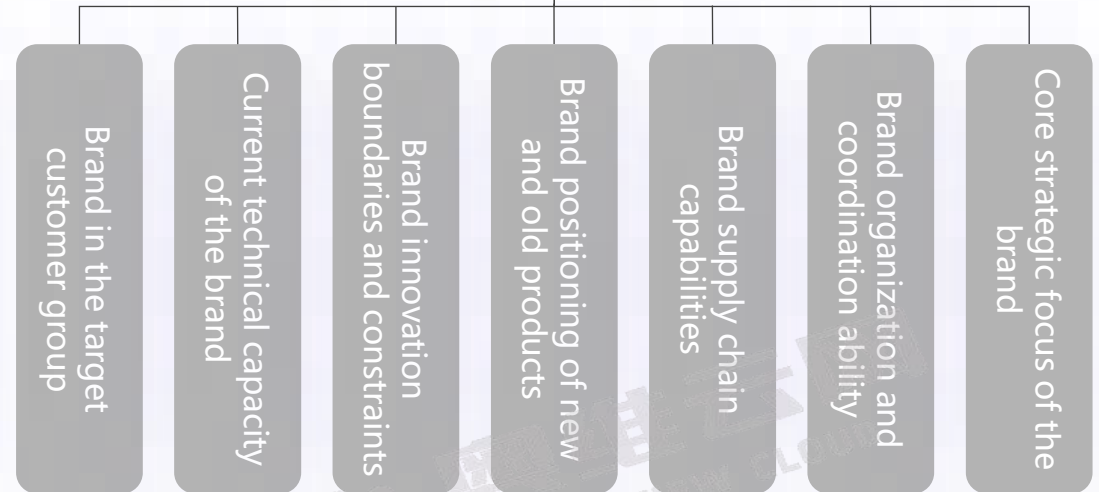 Brand in the target
customer group
Current technical capacity
of the brand
Brand innovation
boundaries and constraints
Brand positioning of new
and old products
Brand supply chain
capabilities
Brand organization and
coordination ability
Core strategic focus of the
brand